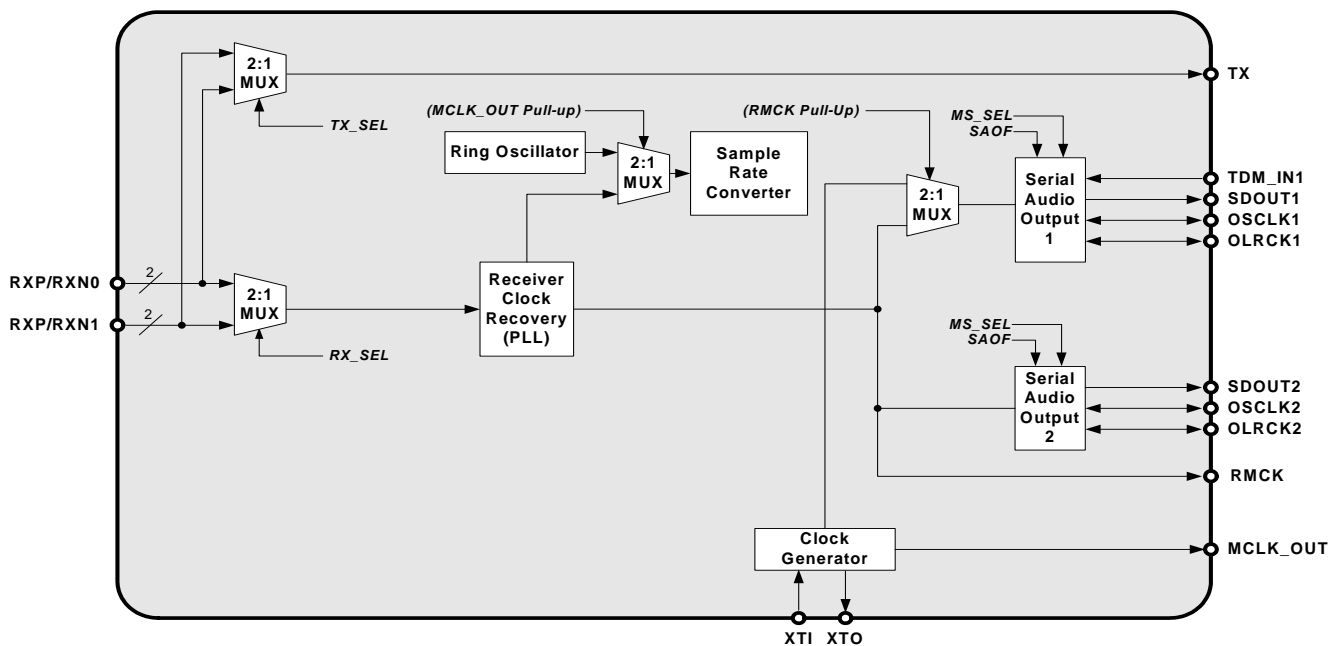 2:1
MUX
TX
TX_SEL
(MCLK_OUT Pull-up)
(RMCK Pull-Up)
MS_SEL
SAOF
Ring Oscillator
2:1
MUX
Sample
Rate
Converter
2:1
MUX
Serial
Audio
Output
1
TDM_IN1
SDOUT1
OSCLK1
OLRCK1
RXP/RXN0
2
RXP/RXN1
2
2:1
MUX
RX_SEL
Receiver
Clock
Recovery
(PLL)
MS_SEL
SAOF
Serial
Audio
Output
2
SDOUT2
OSCLK2
OLRCK2
RMCK
Clock
Generator
MCLK_OUT
XTI
XTO